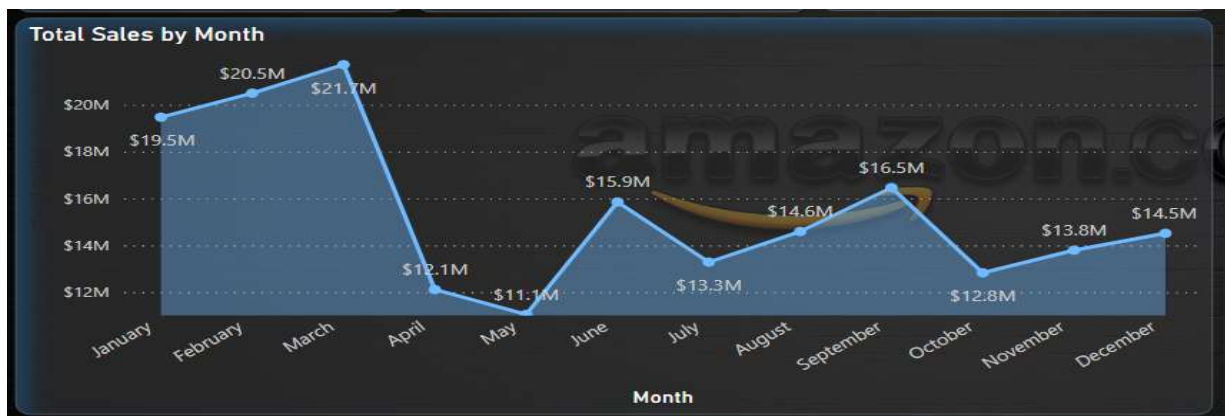 Total Sales by Month
$20M
$18M
$16M
$14M
$12M
$19.5M
$20.5M
$21.7M
$12.1M
$11.1M
$15.9M
$13.3M
$14.6M
$16.5M
$12.8M
$13.8M
$14.5M
amazon.co
January
February
March
April
May
June
July
August
September
October
November
December
Month